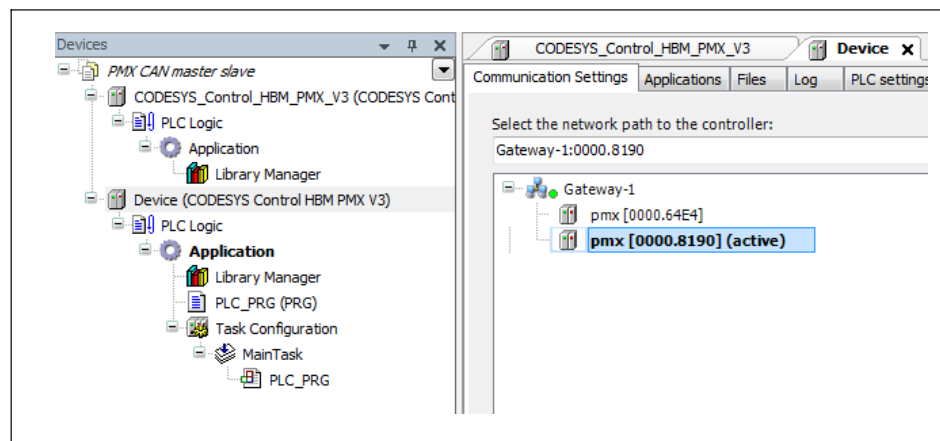 Devices
PMX CAN master slave
CODESYS_Control_HBM_PMX_V3 (CODESYS Cont
PLC Logic
Application
Library Manager
Device (CODESYS Control HBM PMX V3)
PLC Logic
Application
Library Manager
PLC_PRG (PRG)
Task Configuration
MainTask
PLC_PRG
CODESYS_Control_HBM_PMX_V3
Device
Communication Settings
Applications
Files
Log
PLC settings
Select the network path to the controller:
Gateway-1:0000.8190
Gateway-1
pmx [0000.64E4]
pmx [0000.8190] (active)